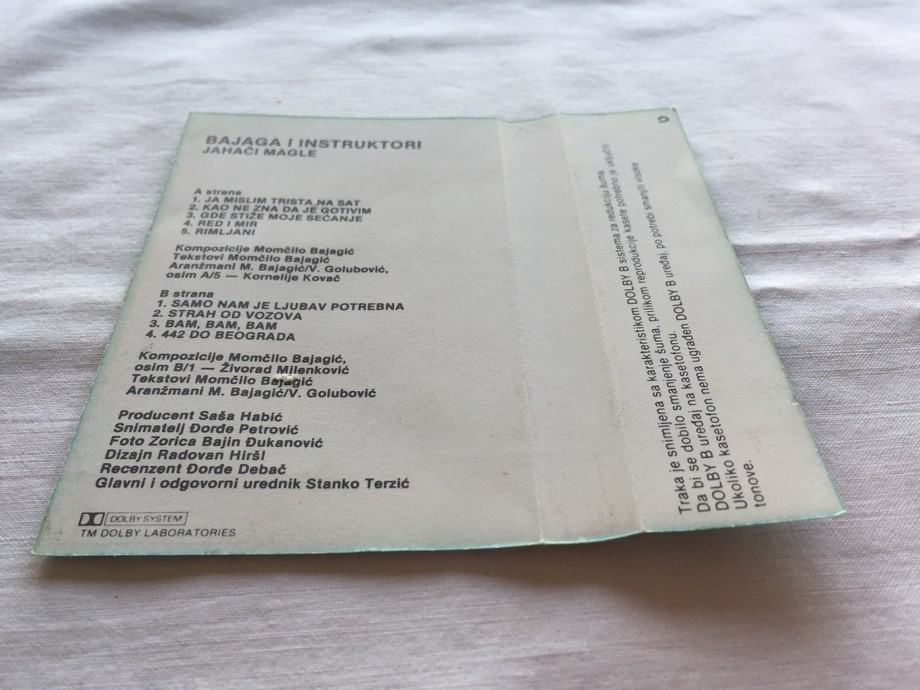 BAJAGA I INSTRUKTORI
JAHAČI MAGLE
A strana
1. JA MISLIM TRISTA NA SAT
2. KAO NE ZNA DA JE GOTIVIM
3. GDE STIŽE MOJE SEĆANJE
4. RED I MIR
5. RIMLJANI
Kompozicije Momčilo Bajagić
Tekstovi Momčilo Bajagić
Aranžmani M. Bajagić/V. Golubović,
osim A/5 — Kornelije Kovač
B strana
1. SAMO NAM JE LJUBAV POTREBNA
2. STRAH OD VOZOVA
3. BAM, BAM, BAM
4. 442 DO BEOGRADA
Kompozicije Momčilo Bajagić,
osim B/1 — Živorad Milenković
Tekstovi Momčilo Bajagić
Aranžmani M. Bajagić/V. Golubović
Producent Saša Habić
Snimatelj Đorđe Petrović
Foto Zorica Bajin Đukanović
Dizajn Radovan Hiršl
Recenzent Đorđe Debač
Glavni i odgovorni urednik Stanko Terzić
DOLBY SYSTEM
TM DOLBY LABORATORIES
Traka je snimljena sa karakteristikom DOLBY B sistema za redukciju šuma.
Da bi se dobilo smanjenje šuma, prilikom reprodukcije kasete potrebno je uključiti
DOLBY B uređaj na kasetofonu.
Ukoliko kasetofon nema ugrađen DOLBY B uređaj, po potrebi smanjiti visoke
tonove.